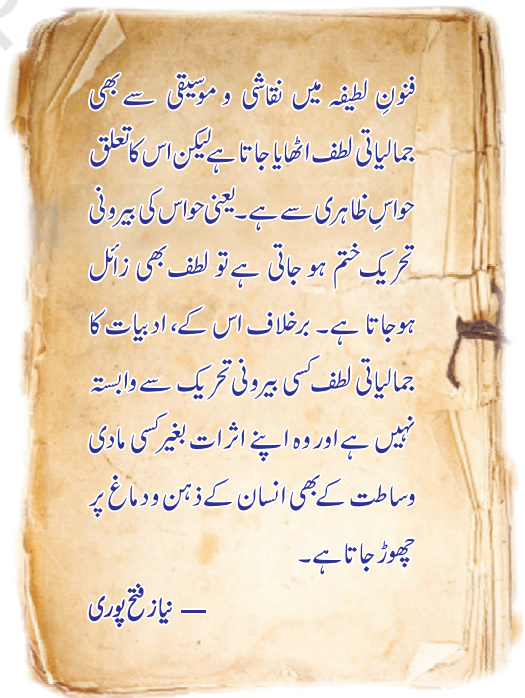 فنونِ لطیفہ میں نقاشی و موسیقی سے بھی
جمالیاتی لطف اٹھایا جاتا ہے لیکن اس کا تعلق
حواسِ ظاہری سے ہے۔ یعنی حواس کی بیرونی
تحریک ختم ہو جاتی ہے تو لطف بھی زائل
ہوجاتا ہے۔ برخلاف اس کے، ادبیات کا
جمالیاتی لطف کسی بیرونی تحریک سے وابستہ
نہیں ہے اور وہ اپنے اثرات بغیر کسی مادی
وساطت کے بھی انسان کے ذہن و دماغ پر
چھوڑ جاتا ہے۔
— نیاز فتح پوری